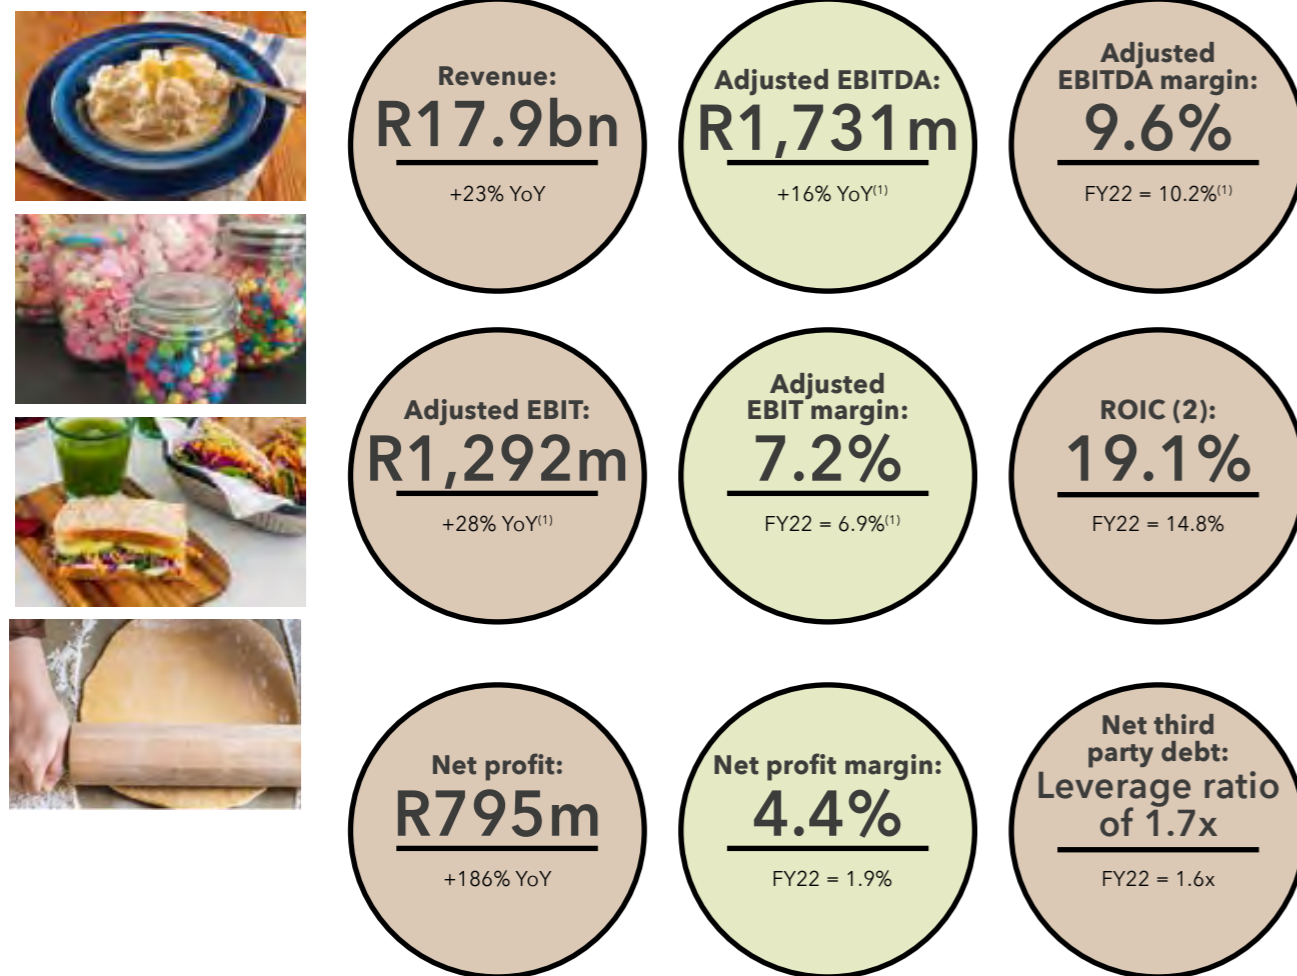 Revenue:
R17.9bn
+23% YoY
Adjusted EBITDA:
R1,731m
+16% YoY(1)
Adjusted
EBITDA margin:
9.6%
FY22 = 10.2%(1)
Adjusted EBIT:
R1,292m
+28% YoY(1)
Adjusted
EBIT margin:
7.2%
FY22 = 6.9%(1)
ROIC (2):
19.1%
FY22 = 14.8%
Net profit:
R795m
+186% YoY
Net profit margin:
4.4%
FY22 = 1.9%
Net third
party debt:
Leverage ratio
of 1.7x
FY22 = 1.6x